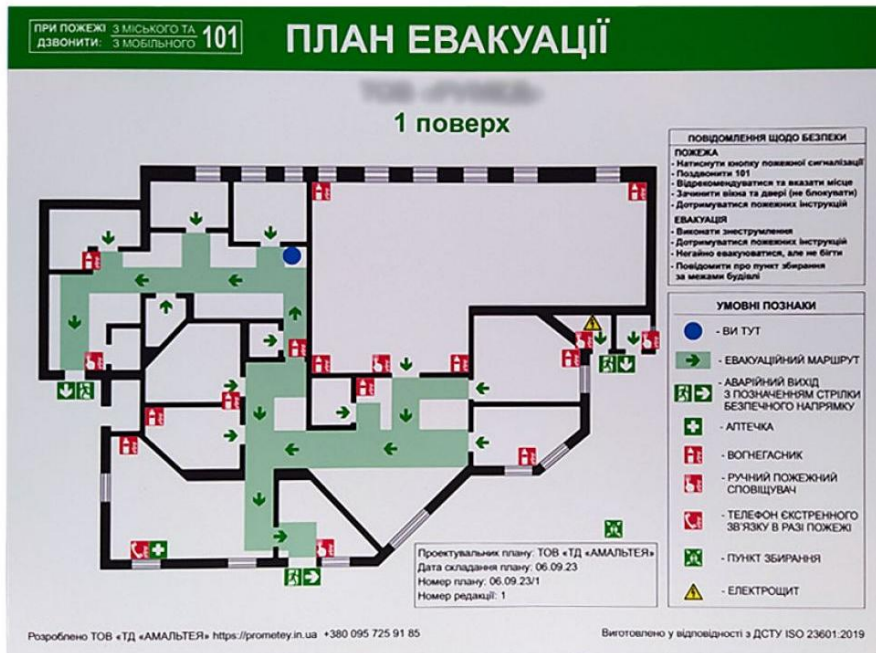 ПРИ ПОЖЕЖІ З МІСЬКОГО ТА
ДЗВОНИТИ: З МОБІЛЬНОГО 101
ПЛАН ЕВАКУАЦІЇ
1 поверх
ПОВІДОМЛЕННЯ ЩОДО БЕЗПЕКИ
ПОЖЕЖА
- Натиснути кнопку пожежної сигналізації
- Поздвонити 101
- Відрекомендуватися та вказати місце
- Зачинити вікна та двері (не блокувати)
- Дотримуватися пожежних інструкцій
ЕВАКУАЦІЯ
- Виконати знеструмлення
- Дотримуватися пожежних інструкцій
- Негайно евакуюватися, але не бігти
- Повідомити про пункт збирання
за межами будівлі
УМОВНІ ПОЗНАКИ
- ВИ ТУТ
- ЕВАКУАЦІЙНИЙ МАРШРУТ
- АВАРІЙНИЙ ВИХІД
З ПОЗНАЧЕННЯМ СТРІЛКИ
БЕЗПЕЧНОГО НАПРЯМКУ
- АПТЕЧКА
- ВОГНЕГАСНИК
- РУЧНИЙ ПОЖЕЖНИЙ
СПОВІЩУВАЧ
- ТЕЛЕФОН ЄКСТРЕННОГО
ЗВ'ЯЗКУ В РАЗІ ПОЖЕЖІ
- ПУНКТ ЗБИРАННЯ
- ЕЛЕКТРОЩИТ
Проектувальник плану: ТОВ «ТД «АМАЛЬТЕЯ»
Дата складання плану: 06.09.23
Номер плану: 06.09.23/1
Номер редакції: 1
Розроблено ТОВ «ТД «АМАЛЬТЕЯ» https://prometey.in.ua +380 095 725 91 85
Виготовлено у відповідності з ДСТУ ISO 23601:2019